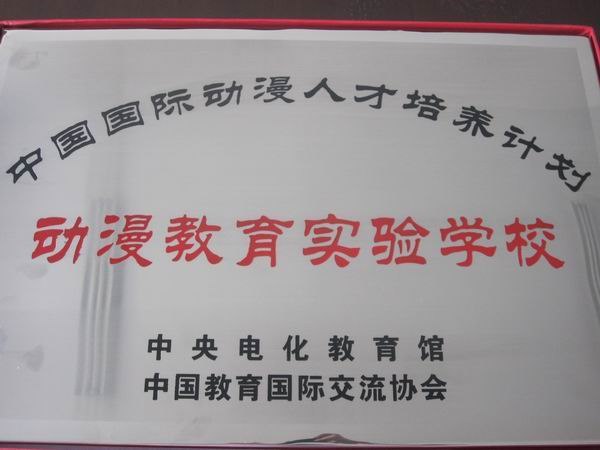 中国国际动漫人才培养计划
动漫教育实验学校
中央电化教育馆
中国教育国际交流协会